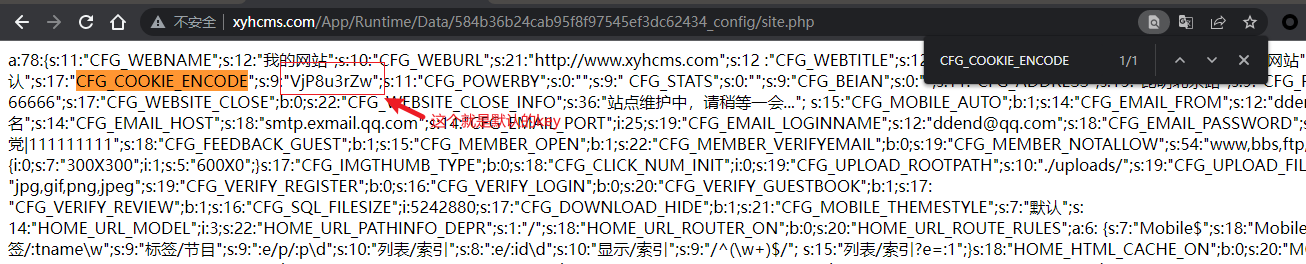 不安全 | xyhcms.com/App/Runtime/Data/584b36b24cab95f8f97545ef3dc62434_config/site.php
CFG_COOKIE_ENCODE 1/1
a:78:{s:11:"CFG_WEBNAME";s:12:"我的网站";s:10:"CFG_WEBURL";s:21:"http://www.xyhcms.com";s:12 :"CFG_WEBTITLE";s:12:"我的网站"
认";s:17:"CFG_COOKIE_ENCODE";s:9:"VjP8u3rZw";s:11:"CFG_POWERBY";s:0:"";s:9:" CFG_STATS";s:0:"";s:9:"CFG_BEIAN";s:0:"
66666";s:17:"CFG_WEBSITE_CLOSE";b:0;s:22:"CFG_WEBSITE_CLOSE_INFO";s:36:"站点维护中，请稍等一会..."; s:15:"CFG_MOBILE_AUTO";b:1;s:14:"CFG_EMAIL_FROM";s:12:"dden
这个就是默认的kay
名";s:14:"CFG_EMAIL_HOST";s:18:"smtp.exmail.qq.com";s:14:"CFG_EMAIL_PORT";i:25;s:19:"CFG_EMAIL_LOGINNAME";s:12:"ddend@qq.com";s:18:"CFG_EMAIL_PASSWORD";s
党|111111111";s:18:"CFG_FEEDBACK_GUEST";b:1;s:15:"CFG_MEMBER_OPEN";b:1;s:22:"CFG_MEMBER_VERIFYEMAIL";b:0;s:19:"CFG_MEMBER_NOTALLOW";s:54:"www,bbs,ftp,
{i:0;s:7:"300X300";i:1;s:5:"600X0";}s:17:"CFG_IMGTHUMB_TYPE";b:0;s:18:"CFG_CLICK_NUM_INIT";i:0;s:19:"CFG_UPLOAD_ROOTPATH";s:10:"./uploads/";s:19:"CFG_UPLOAD_FIL
"jpg,gif,png,jpeg";s:19:"CFG_VERIFY_REGISTER";b:0;s:16:"CFG_VERIFY_LOGIN";b:0;s:20:"CFG_VERIFY_GUESTBOOK";b:1;s:17:
"CFG_VERIFY_REVIEW";b:1;s:16:"CFG_SQL_FILESIZE";i:5242880;s:17:"CFG_DOWNLOAD_HIDE";b:1;s:21:"CFG_MOBILE_THEMESTYLE";s:7:"默认";s:
14:"HOME_URL_MODEL";i:3;s:22:"HOME_URL_PATHINFO_DEPR";s:1:"/";s:18:"HOME_URL_ROUTER_ON";b:0;s:20:"HOME_URL_ROUTE_RULES";a:6: {s:7:"Mobile$";s:18:"Mobile
签/:tname\w";s:9:"标签/节目";s:9:":e/p/:p\d";s:10:"列表/索引";s:8:":e/:id\d";s:10:"显示/索引";s:9:"/^(\w+)$/"; s:15:"列表/索引?e=:1";}s:18:"HOME_HTML_CACHE_ON";b:0;s:20:"MO